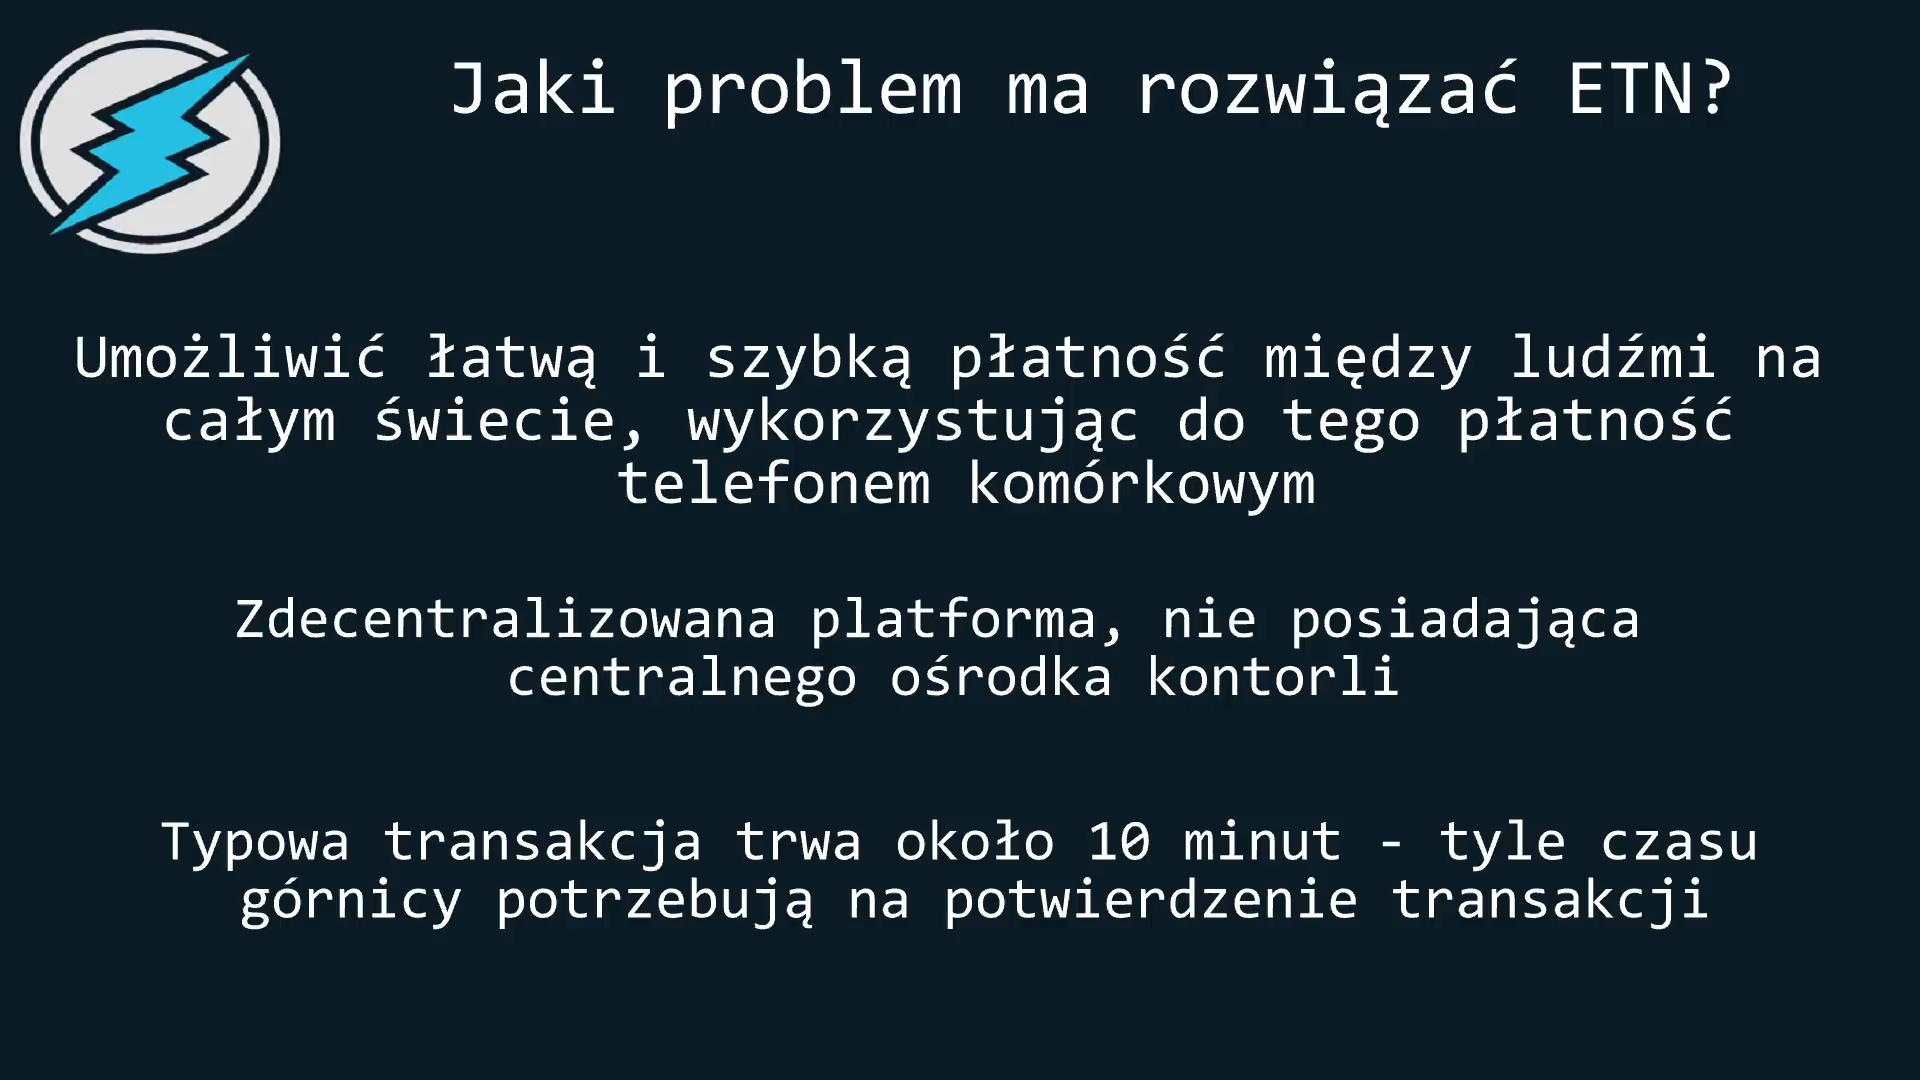 Jaki problem ma rozwiązać ETN?
Umożliwić łatwą i szybką płatność między ludźmi na
całym świecie, wykorzystując do tego płatność
telefonem komórkowym
Zdecentralizowana platforma, nie posiadająca
centralnego ośrodka kontorli
Typowa transakcja trwa około 10 minut - tyle czasu
górnicy potrzebują na potwierdzenie transakcji